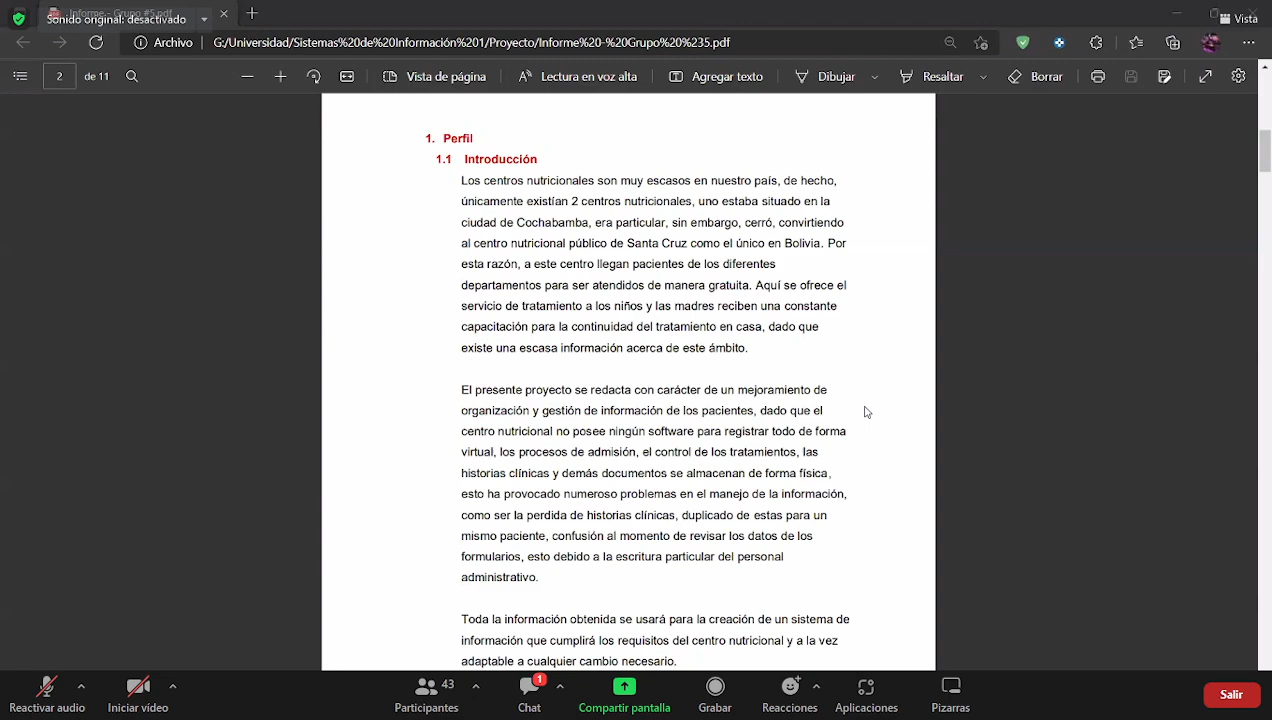 Informe - Grupo #5.pdf
Sonido original: desactivado
Vista
Archivo G:/Universidad/Sistemas%20de%20Información%201/Proyecto/Informe%20-%20Grupo%20%235.pdf
2 de 11
Vista de página
Lectura en voz alta
Agregar texto
Dibujar
Resaltar
Borrar
1. Perfil
1.1 Introducción
Los centros nutricionales son muy escasos en nuestro país, de hecho,
únicamente existían 2 centros nutricionales, uno estaba situado en la
ciudad de Cochabamba, era particular, sin embargo, cerró, convirtiendo
al centro nutricional público de Santa Cruz como el único en Bolivia. Por
esta razón, a este centro llegan pacientes de los diferentes
departamentos para ser atendidos de manera gratuita. Aquí se ofrece el
servicio de tratamiento a los niños y las madres reciben una constante
capacitación para la continuidad del tratamiento en casa, dado que
existe una escasa información acerca de este ámbito.
El presente proyecto se redacta con carácter de un mejoramiento de
organización y gestión de información de los pacientes, dado que el
centro nutricional no posee ningún software para registrar todo de forma
virtual, los procesos de admisión, el control de los tratamientos, las
historias clínicas y demás documentos se almacenan de forma física,
esto ha provocado numeroso problemas en el manejo de la información,
como ser la perdida de historias clínicas, duplicado de estas para un
mismo paciente, confusión al momento de revisar los datos de los
formularios, esto debido a la escritura particular del personal
administrativo.
Toda la información obtenida se usará para la creación de un sistema de
información que cumplirá los requisitos del centro nutricional y a la vez
adaptable a cualquier cambio necesario.
Reactivar audio
Iniciar vídeo
43
Participantes
1
Chat
Compartir pantalla
Grabar
Reacciones
Aplicaciones
Pizarras
Salir